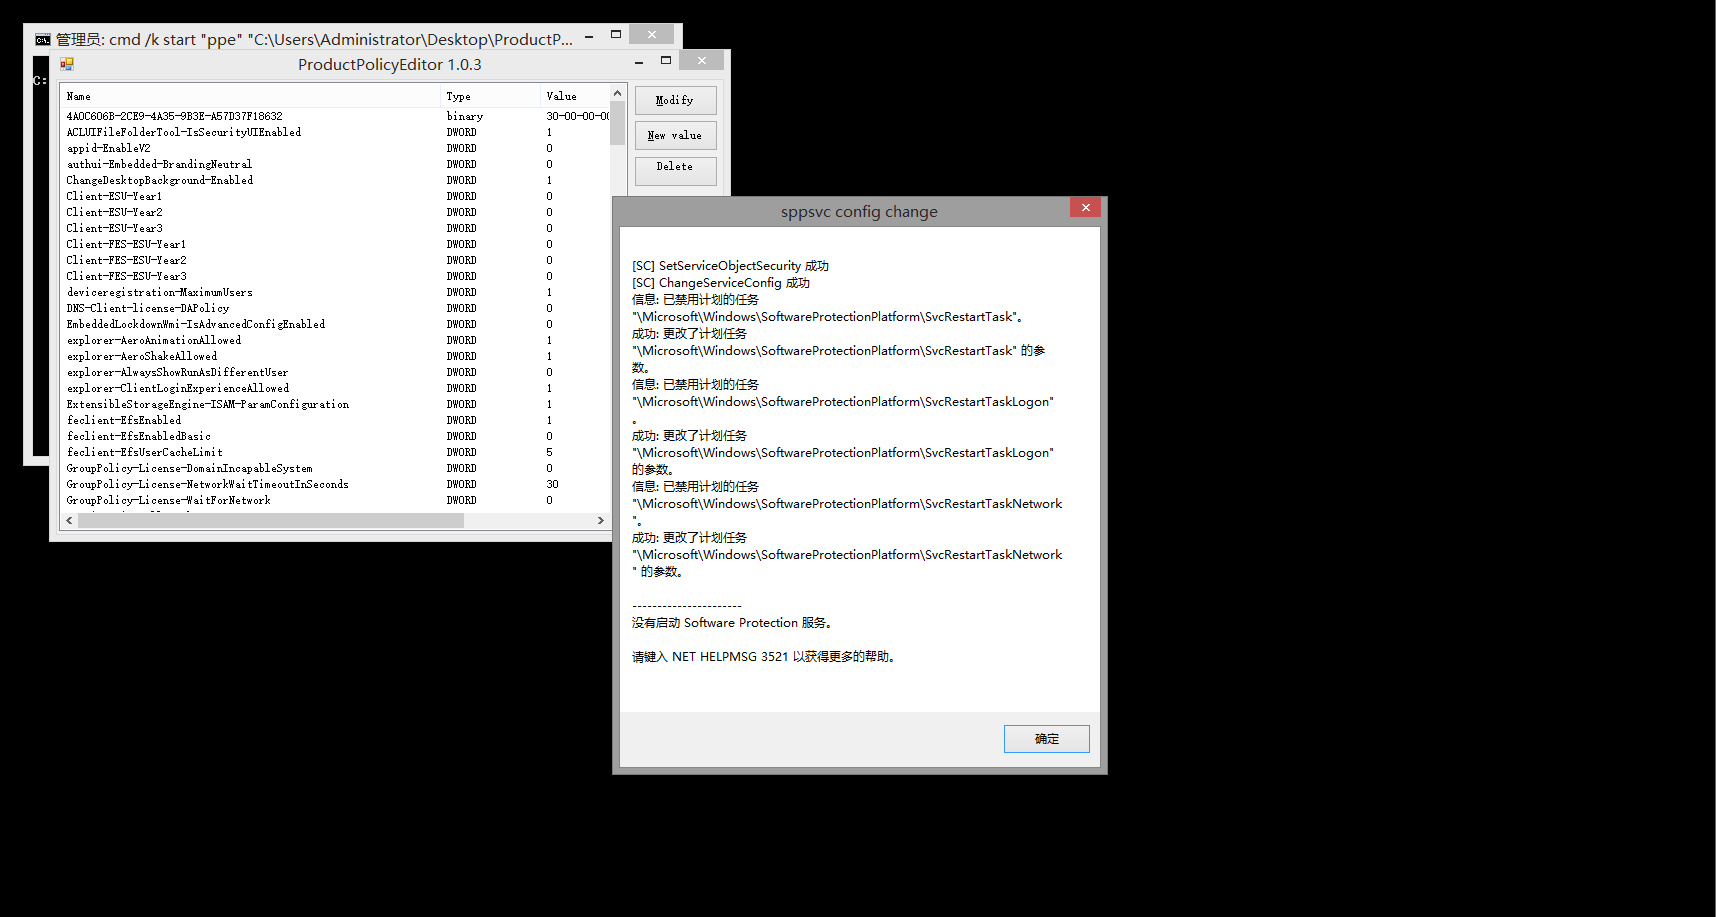 管理员: cmd /k start "ppe" "C:\Users\Administrator\Desktop\ProductP...
C:
ProductPolicyEditor 1.0.3
Name Type Value
4A0C606B-2CE9-4A35-9B3E-A57D37F18632 binary 30-00-00-00
ACLUIFileFolderTool-IsSecurityUIEnabled DWORD 1
appid-EnableV2 DWORD 0
authui-Embedded-BrandingNeutral DWORD 0
ChangeDesktopBackground-Enabled DWORD 1
Client-ESU-Year1 DWORD 0
Client-ESU-Year2 DWORD 0
Client-ESU-Year3 DWORD 0
Client-FES-ESU-Year1 DWORD 0
Client-FES-ESU-Year2 DWORD 0
Client-FES-ESU-Year3 DWORD 0
deviceregistration-MaximumUsers DWORD 1
DNS-Client-license-DAPolicy DWORD 0
EmbeddedLockdownWmi-IsAdvancedConfigEnabled DWORD 0
explorer-AeroAnimationAllowed DWORD 1
explorer-AeroShakeAllowed DWORD 1
explorer-AlwaysShowRunAsDifferentUser DWORD 0
explorer-ClientLoginExperienceAllowed DWORD 1
ExtensibleStorageEngine-ISAM-ParamConfiguration DWORD 1
feclient-EfsEnabled DWORD 1
feclient-EfsEnabledBasic DWORD 0
feclient-EfsUserCacheLimit DWORD 5
GroupPolicy-License-DomainIncapableSystem DWORD 0
GroupPolicy-License-NetworkWaitTimeoutInSeconds DWORD 30
GroupPolicy-License-WaitForNetwork DWORD 0
Modify
New value
Delete
sppsvc config change
[SC] SetServiceObjectSecurity 成功
[SC] ChangeServiceConfig 成功
信息: 已禁用计划的任务
"\Microsoft\Windows\SoftwareProtectionPlatform\SvcRestartTask"。
成功: 更改了计划任务
"\Microsoft\Windows\SoftwareProtectionPlatform\SvcRestartTask" 的参
数。
信息: 已禁用计划的任务
"\Microsoft\Windows\SoftwareProtectionPlatform\SvcRestartTaskLogon"
。
成功: 更改了计划任务
"\Microsoft\Windows\SoftwareProtectionPlatform\SvcRestartTaskLogon"
的参数。
信息: 已禁用计划的任务
"\Microsoft\Windows\SoftwareProtectionPlatform\SvcRestartTaskNetwork
"。
成功: 更改了计划任务
"\Microsoft\Windows\SoftwareProtectionPlatform\SvcRestartTaskNetwork
" 的参数。
----------------------
没有启动 Software Protection 服务。
请键入 NET HELPMSG 3521 以获得更多的帮助。
确定